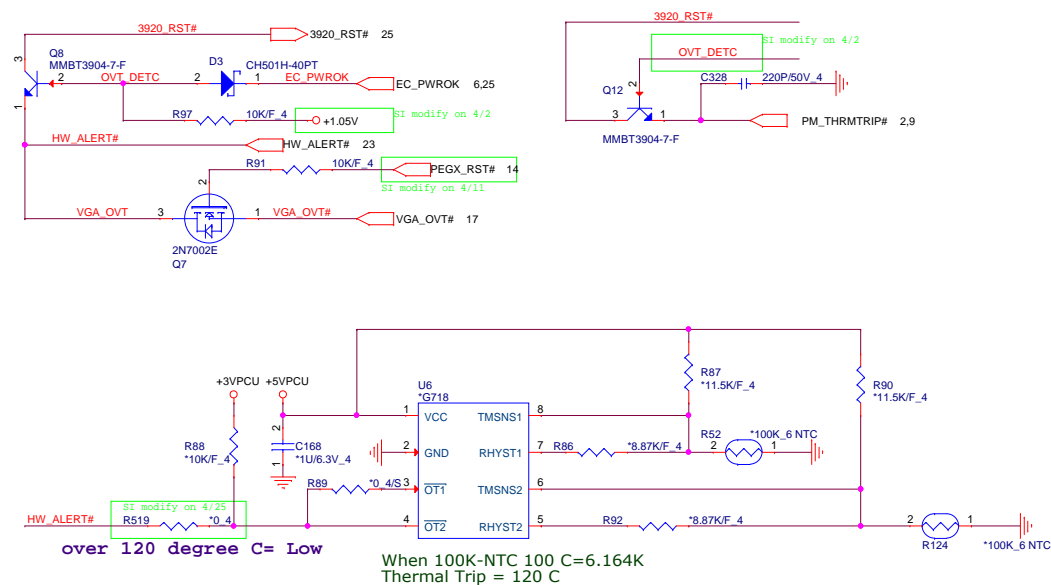 3920_RST#
3920_RST# 25
3
Q8
MMBT3904-7-F
2
OVT_DETC
2
D3
CH501H-40PT
1
EC_PWROK
EC_PWROK 6,25
1
R97
10K/F_4
+1.05V
SI modify on 4/2
HW_ALERT#
HW_ALERT# 23
R91
10K/F_4
PEGX_RST# 14
SI modify on 4/11
2
VGA_OVT
3
1
VGA_OVT#
VGA_OVT# 17
2N7002E
Q7
3920_RST#
SI modify on 4/2
OVT_DETC
C328
220P/50V_4
Q12
2
3
1
MMBT3904-7-F
PM_THRMTRIP# 2,9
+3VPCU
+5VPCU
R87
*11.5K/F_4
R90
*11.5K/F_4
U6
*G718
1
VCC
TMSNS1
8
2
GND
RHYST1
7
3
OT1
TMSNS2
6
4
OT2
RHYST2
5
R88
*10K/F_4
2
C168
*1U/6.3V_4
1
R86
*8.87K/F_4
R52
*100K_6 NTC
2
1
R89
*0_4/S
SI modify on 4/25
HW_ALERT#
R519
*0_4
R92
*8.87K/F_4
2
1
R124
*100K_6 NTC
over 120 degree C= Low
When 100K-NTC 100 C=6.164K
Thermal Trip = 120 C